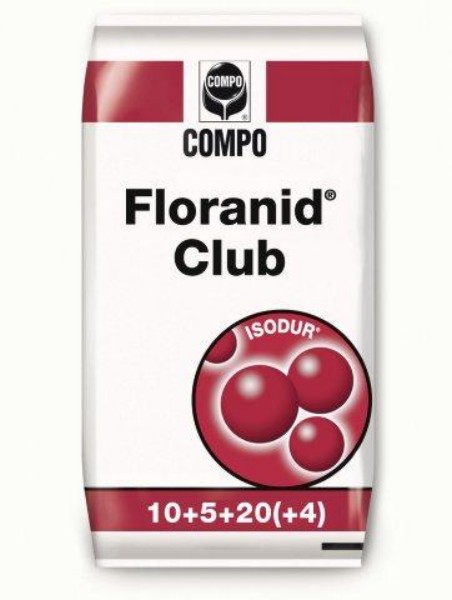 COMPO
®
COMPO
Floranid®
Club
ISODUR®
10+5+20(+4)